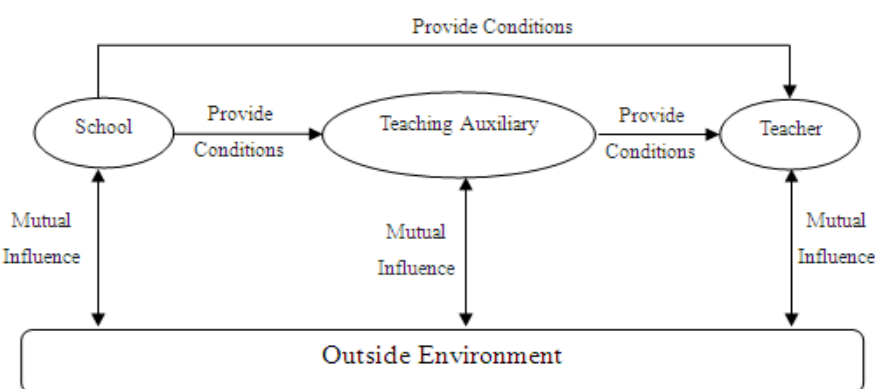 Provide Conditions
School
Provide
Conditions
Teaching Auxiliary
Provide
Conditions
Teacher
Mutual
Influence
Mutual
Influence
Mutual
Influence
Outside Environment